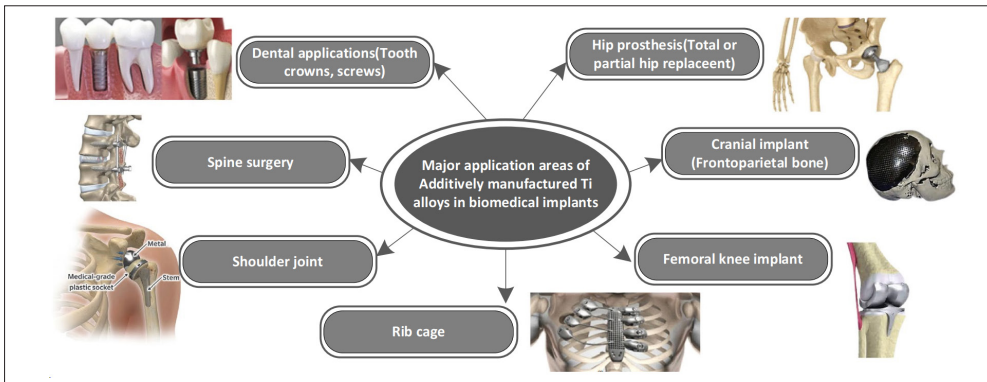 Dental applications(Tooth
crowns, screws)
Hip prosthesis(Total or
partial hip replaceent)
Spine surgery
Major application areas of
Additively manufactured Ti
alloys in biomedical implants
Cranial implant
(Frontoparietal bone)
Metal
Medical-grade
plastic socket
Stem
Shoulder joint
Femoral knee implant
Rib cage